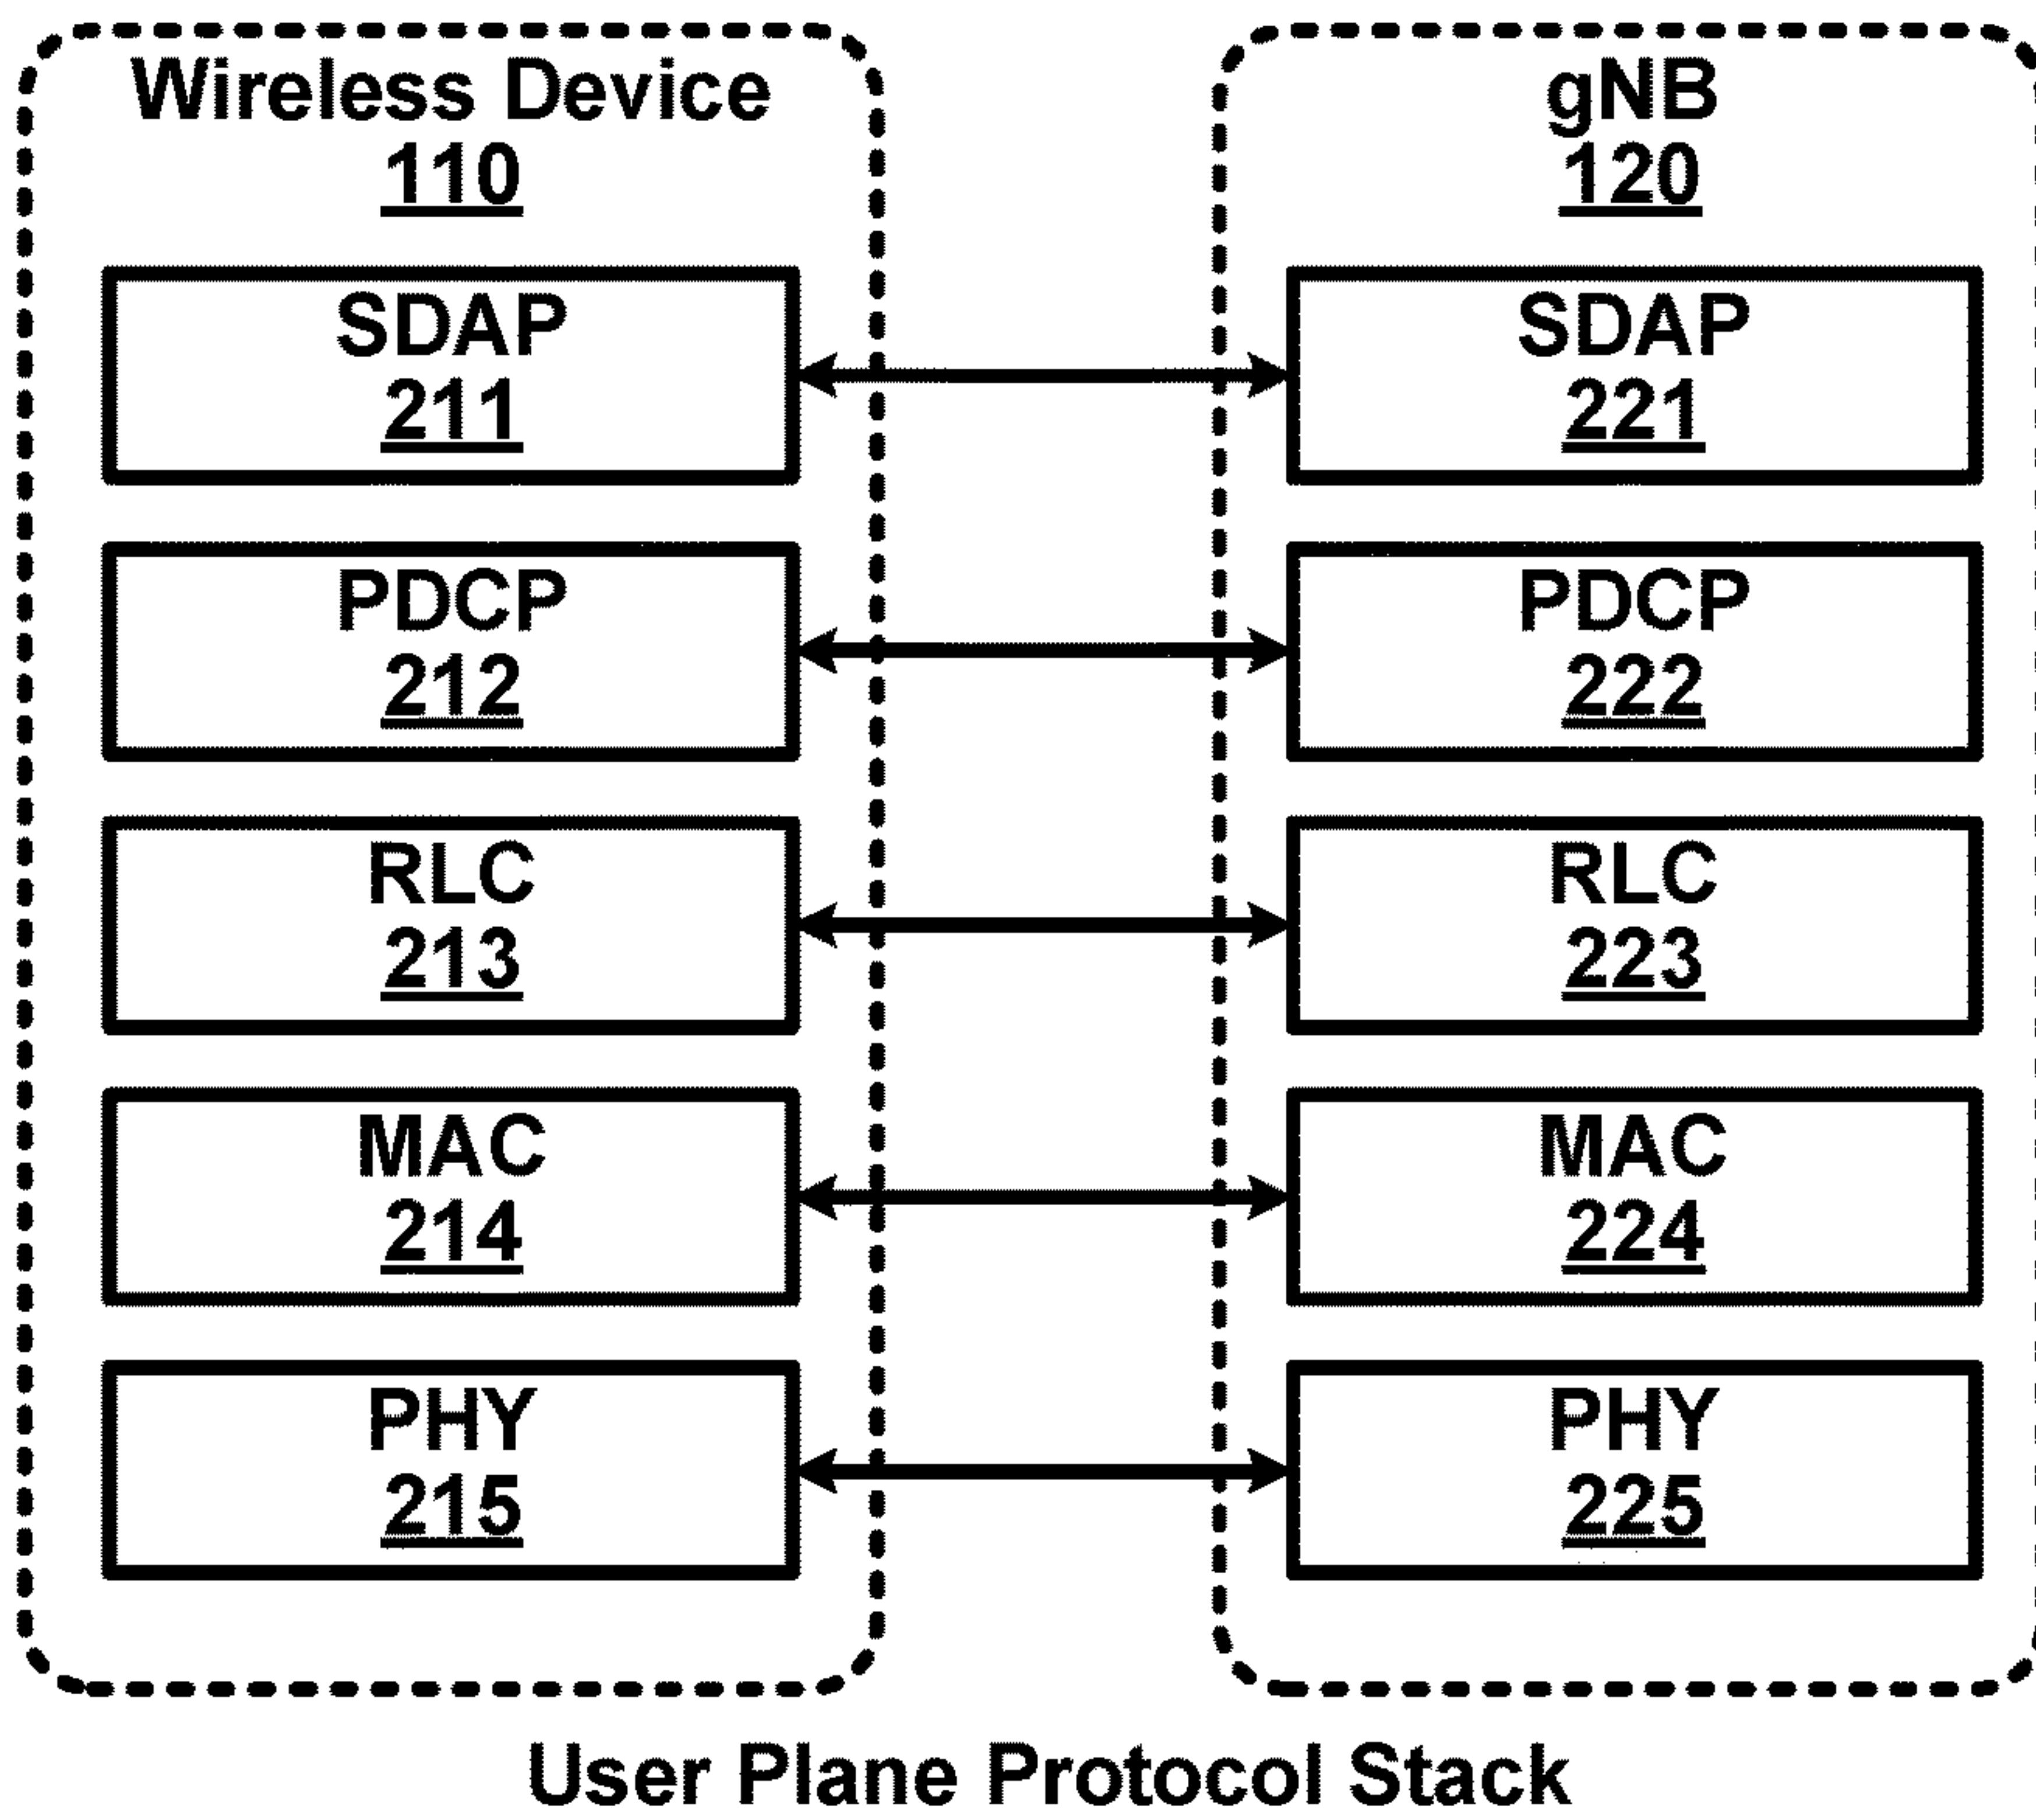 Wireless Device
110
gNB
120
SDAP
211
SDAP
221
PDCP
212
PDCP
222
RLC
213
RLC
223
MAC
214
MAC
224
PHY
215
PHY
225
User Plane Protocol Stack